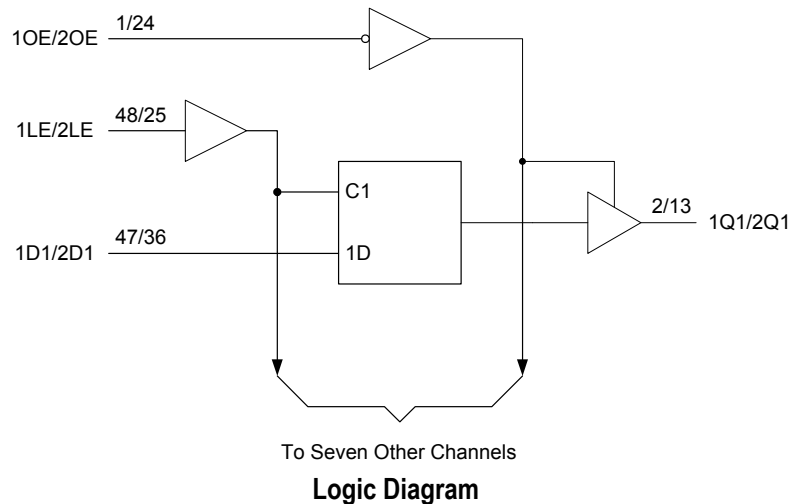 1OE/2OE
1/24
1LE/2LE
48/25
C1
2/13
1Q1/2Q1
1D1/2D1
47/36
1D
To Seven Other Channels
Logic Diagram